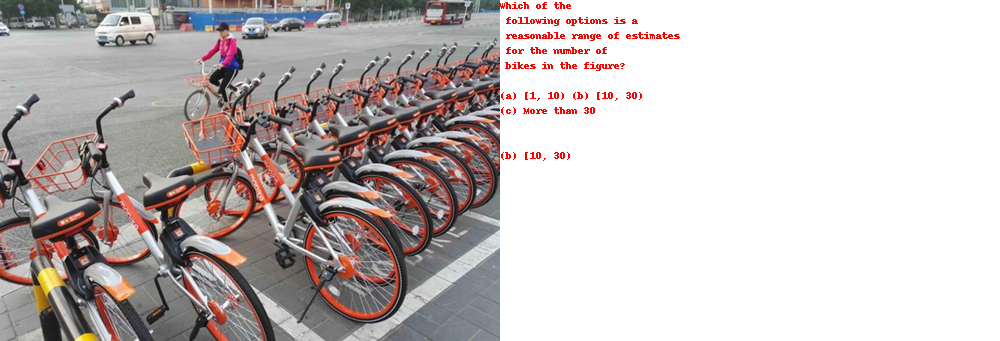 Which of the
following options is a
reasonable range of estimates
for the number of
bikes in the figure?
(a) [1, 10) (b) [10, 30)
(c) More than 30
(b) [10, 30)